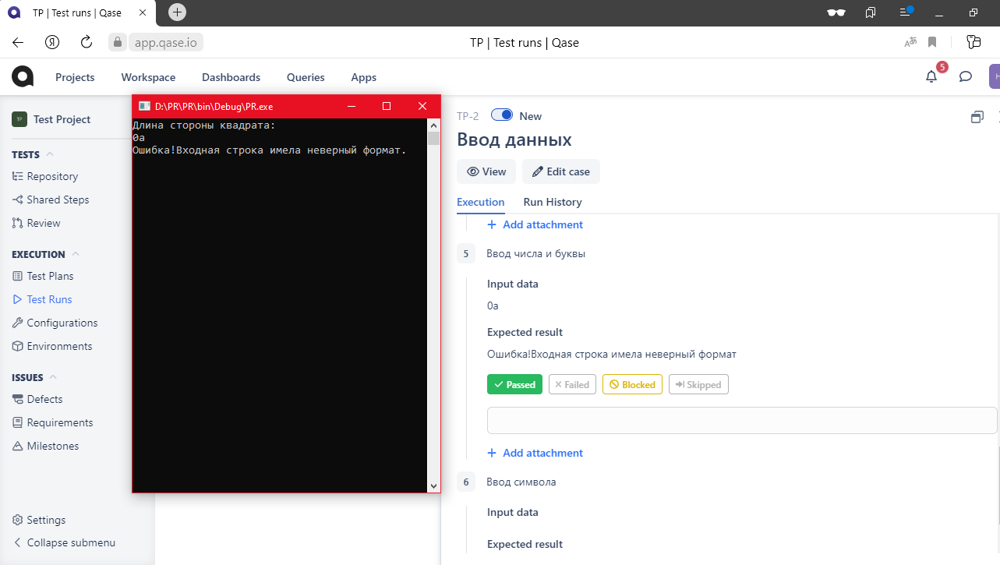 TP | Test runs | Qase
app.qase.io
TP | Test runs | Qase
Projects
Workspace
Dashboards
Queries
Apps
5
H
TP
Test Project
TESTS
Repository
Shared Steps
Review
EXECUTION
Test Plans
Test Runs
Configurations
Environments
ISSUES
Defects
Requirements
Milestones
Settings
Collapse submenu
D:\PR\PR\bin\Debug\PR.exe
Длина стороны квадрата:
0а
Ошибка!Входная строка имела неверный формат.
TP-2
New
Ввод данных
View
Edit case
Execution
Run History
Add attachment
5
Ввод числа и буквы
Input data
0а
Expected result
Ошибка!Входная строка имела неверный формат
Passed
Failed
Blocked
Skipped
Add attachment
6
Ввод символа
Input data
Expected result